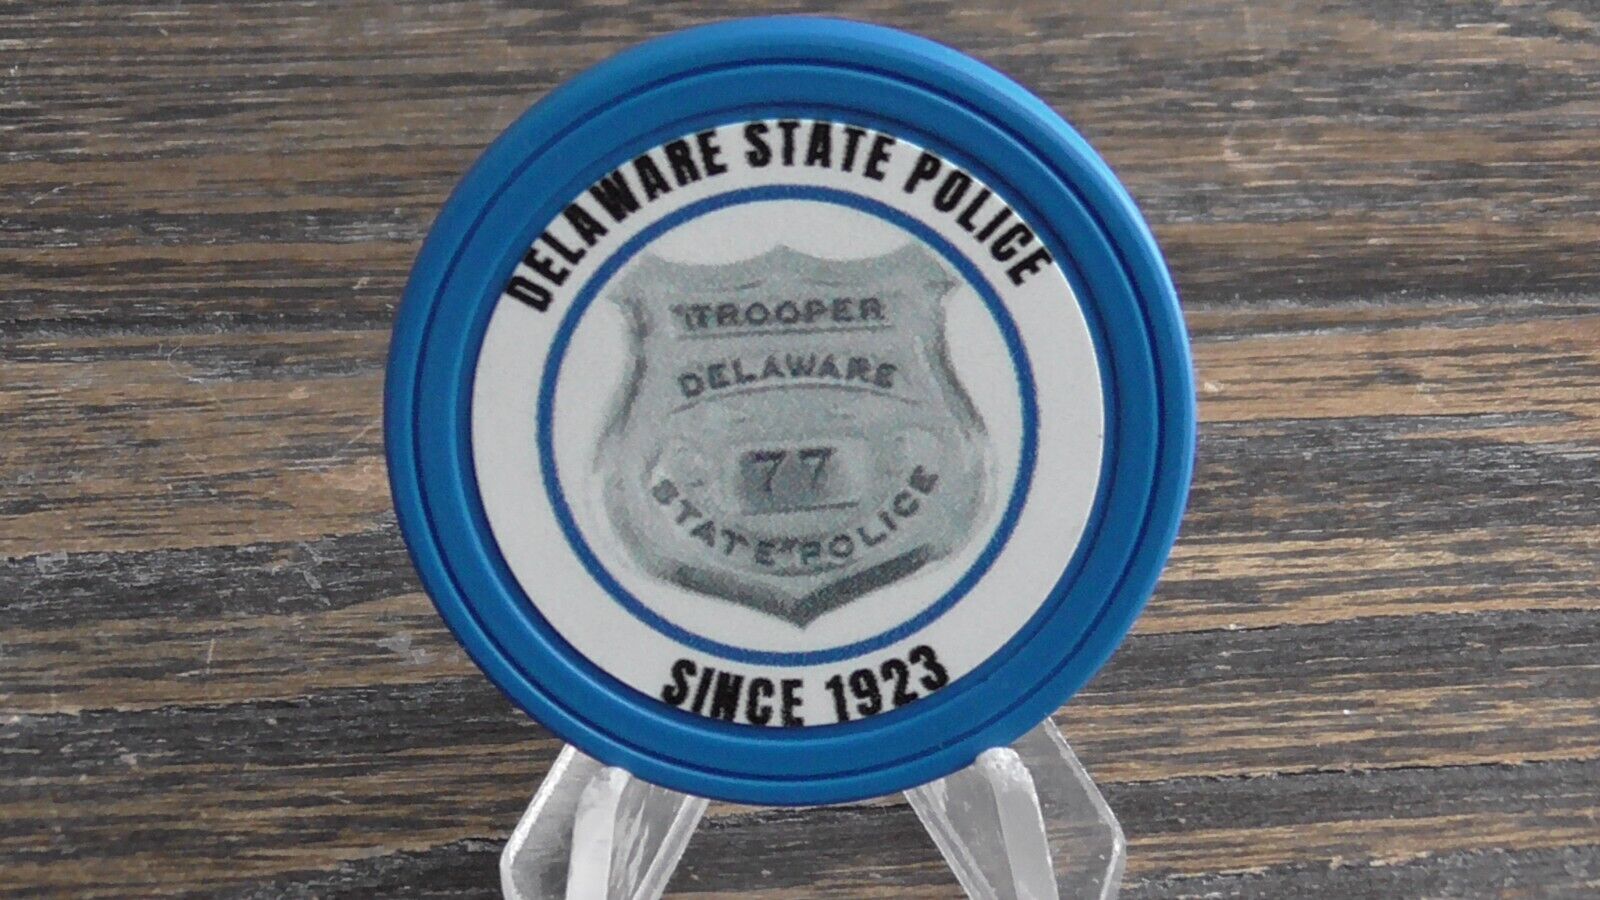 DELAWARE STATE POLICE
TROOPER
DELAWARE
77
STATE POLICE
SINCE 1923